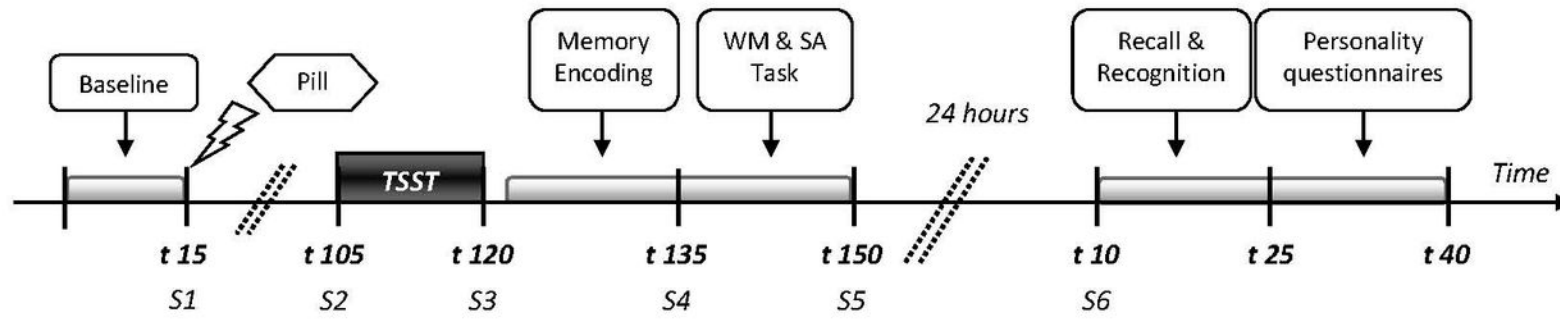 Baseline
Pill
Memory
Encoding
WM & SA
Task
24 hours
Recall &
Recognition
Personality
questionnaires
TSST
Time
t 15
t 105
t 120
t 135
t 150
t 10
t 25
t 40
S1
S2
S3
S4
S5
S6